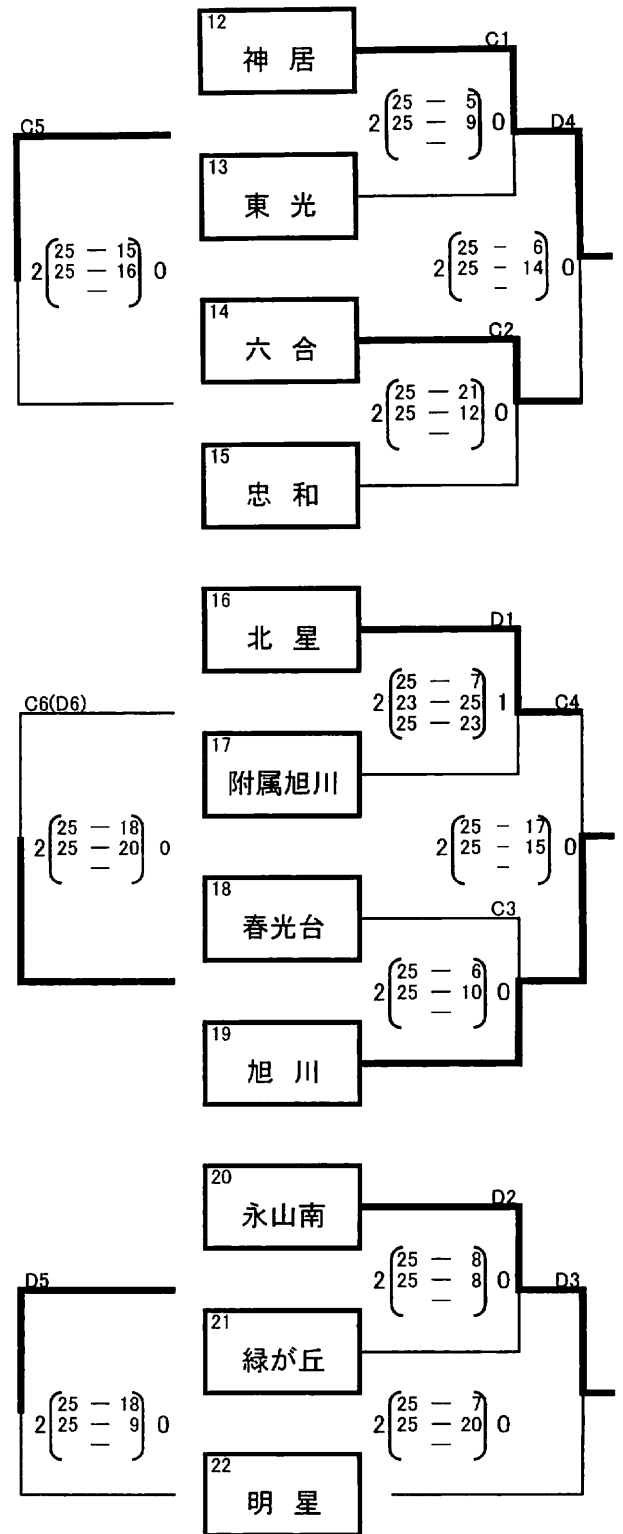 12
神 居
C1
25 — 5
2 25 — 9 0
—
C5
D4
13
東 光
25 — 15
2 25 — 16 0
—
25 - 6
2 25 - 14 0
-
14
六 合
C2
25 — 21
2 25 — 12 0
—
15
忠 和
16
北 星
D1
25 — 7
2 23 — 25 1
25 — 23
C6(D6)
C4
17
附属旭川
25 — 18
2 25 — 20 0
—
25 - 17
2 25 - 15 0
-
18
春光台
C3
25 — 6
2 25 — 10 0
—
19
旭 川
20
永山南
D2
25 — 8
2 25 — 8 0
—
D5
D3
21
緑が丘
25 — 18
2 25 — 9 0
—
25 — 7
2 25 — 20 0
—
22
明 星